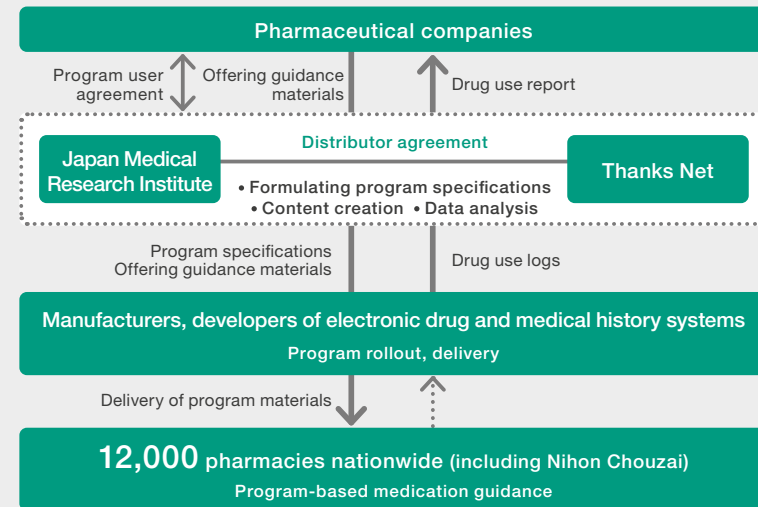 Pharmaceutical companies
Program user
agreement
Offering guidance
materials
Drug use report
Distributor agreement
Japan Medical
Research Institute
Thanks Net
• Formulating program specifications
• Content creation • Data analysis
Program specifications
Offering guidance materials
Drug use logs
Manufacturers, developers of electronic drug and medical history systems
Program rollout, delivery
Delivery of program materials
12,000 pharmacies nationwide (including Nihon Chouzai)
Program-based medication guidance